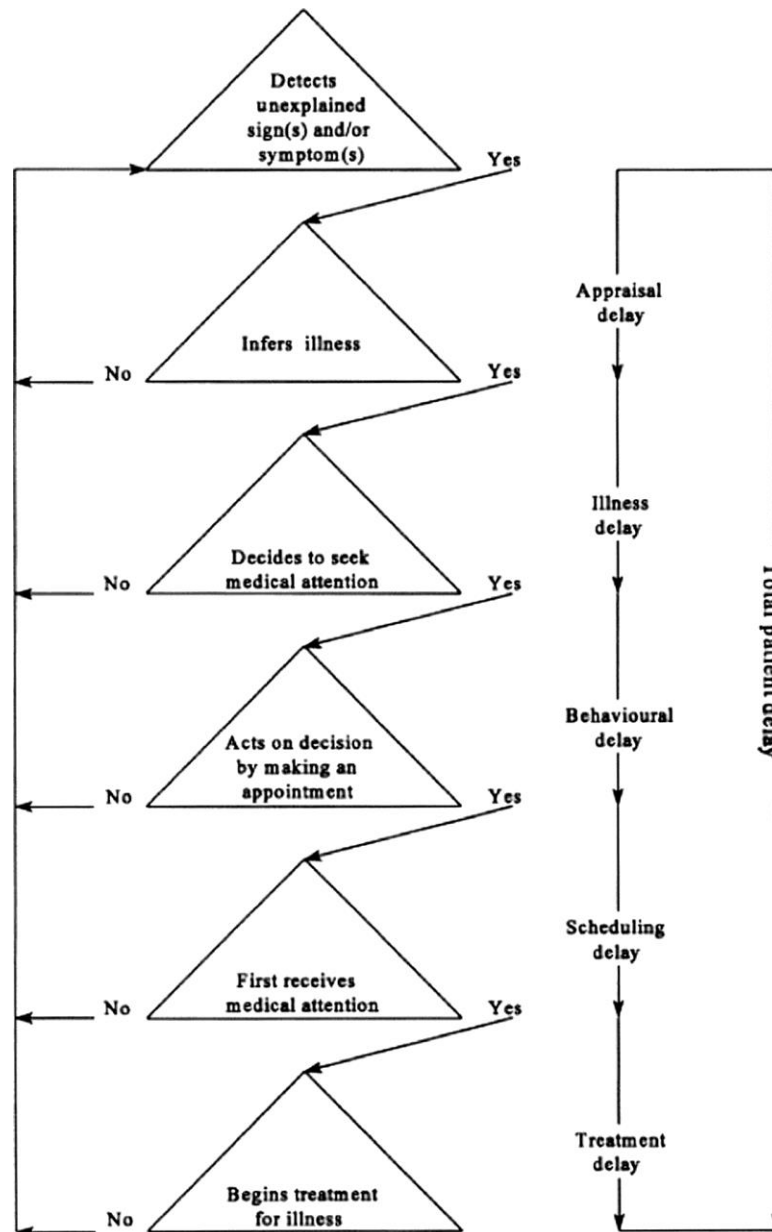 Detects
unexplained
sign(s) and/or
symptom(s)
Yes
Appraisal
delay
Infers illness
No
Yes
Illness
delay
Decides to seek
medical attention
No
Yes
Behavioural
delay
Total patient delay
Acts on decision
by making an
appointment
No
Yes
Scheduling
delay
First receives
medical attention
No
Yes
Treatment
delay
Begins treatment
for illness
No